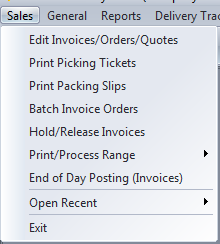 Sales General Reports Delivery
Edit Invoices/Orders/Quotes
Print Picking Tickets
Print Packing Slips
Batch Invoice Orders
Hold/Release Invoices
Print/Process Range
End of Day Posting (Invoices)
Open Recent
Exit